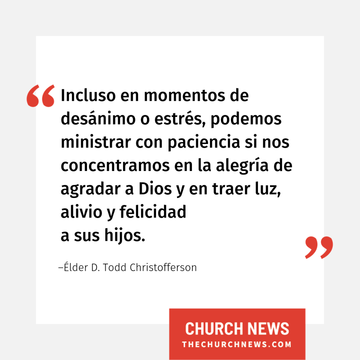 “
Incluso en momentos de
desánimo o estrés, podemos
ministrar con paciencia si nos
concentramos en la alegría de
agradar a Dios y en traer luz,
alivio y felicidad
a sus hijos.
”
–Élder D. Todd Christofferson
CHURCH NEWS
THECHURCHNEWS.COM